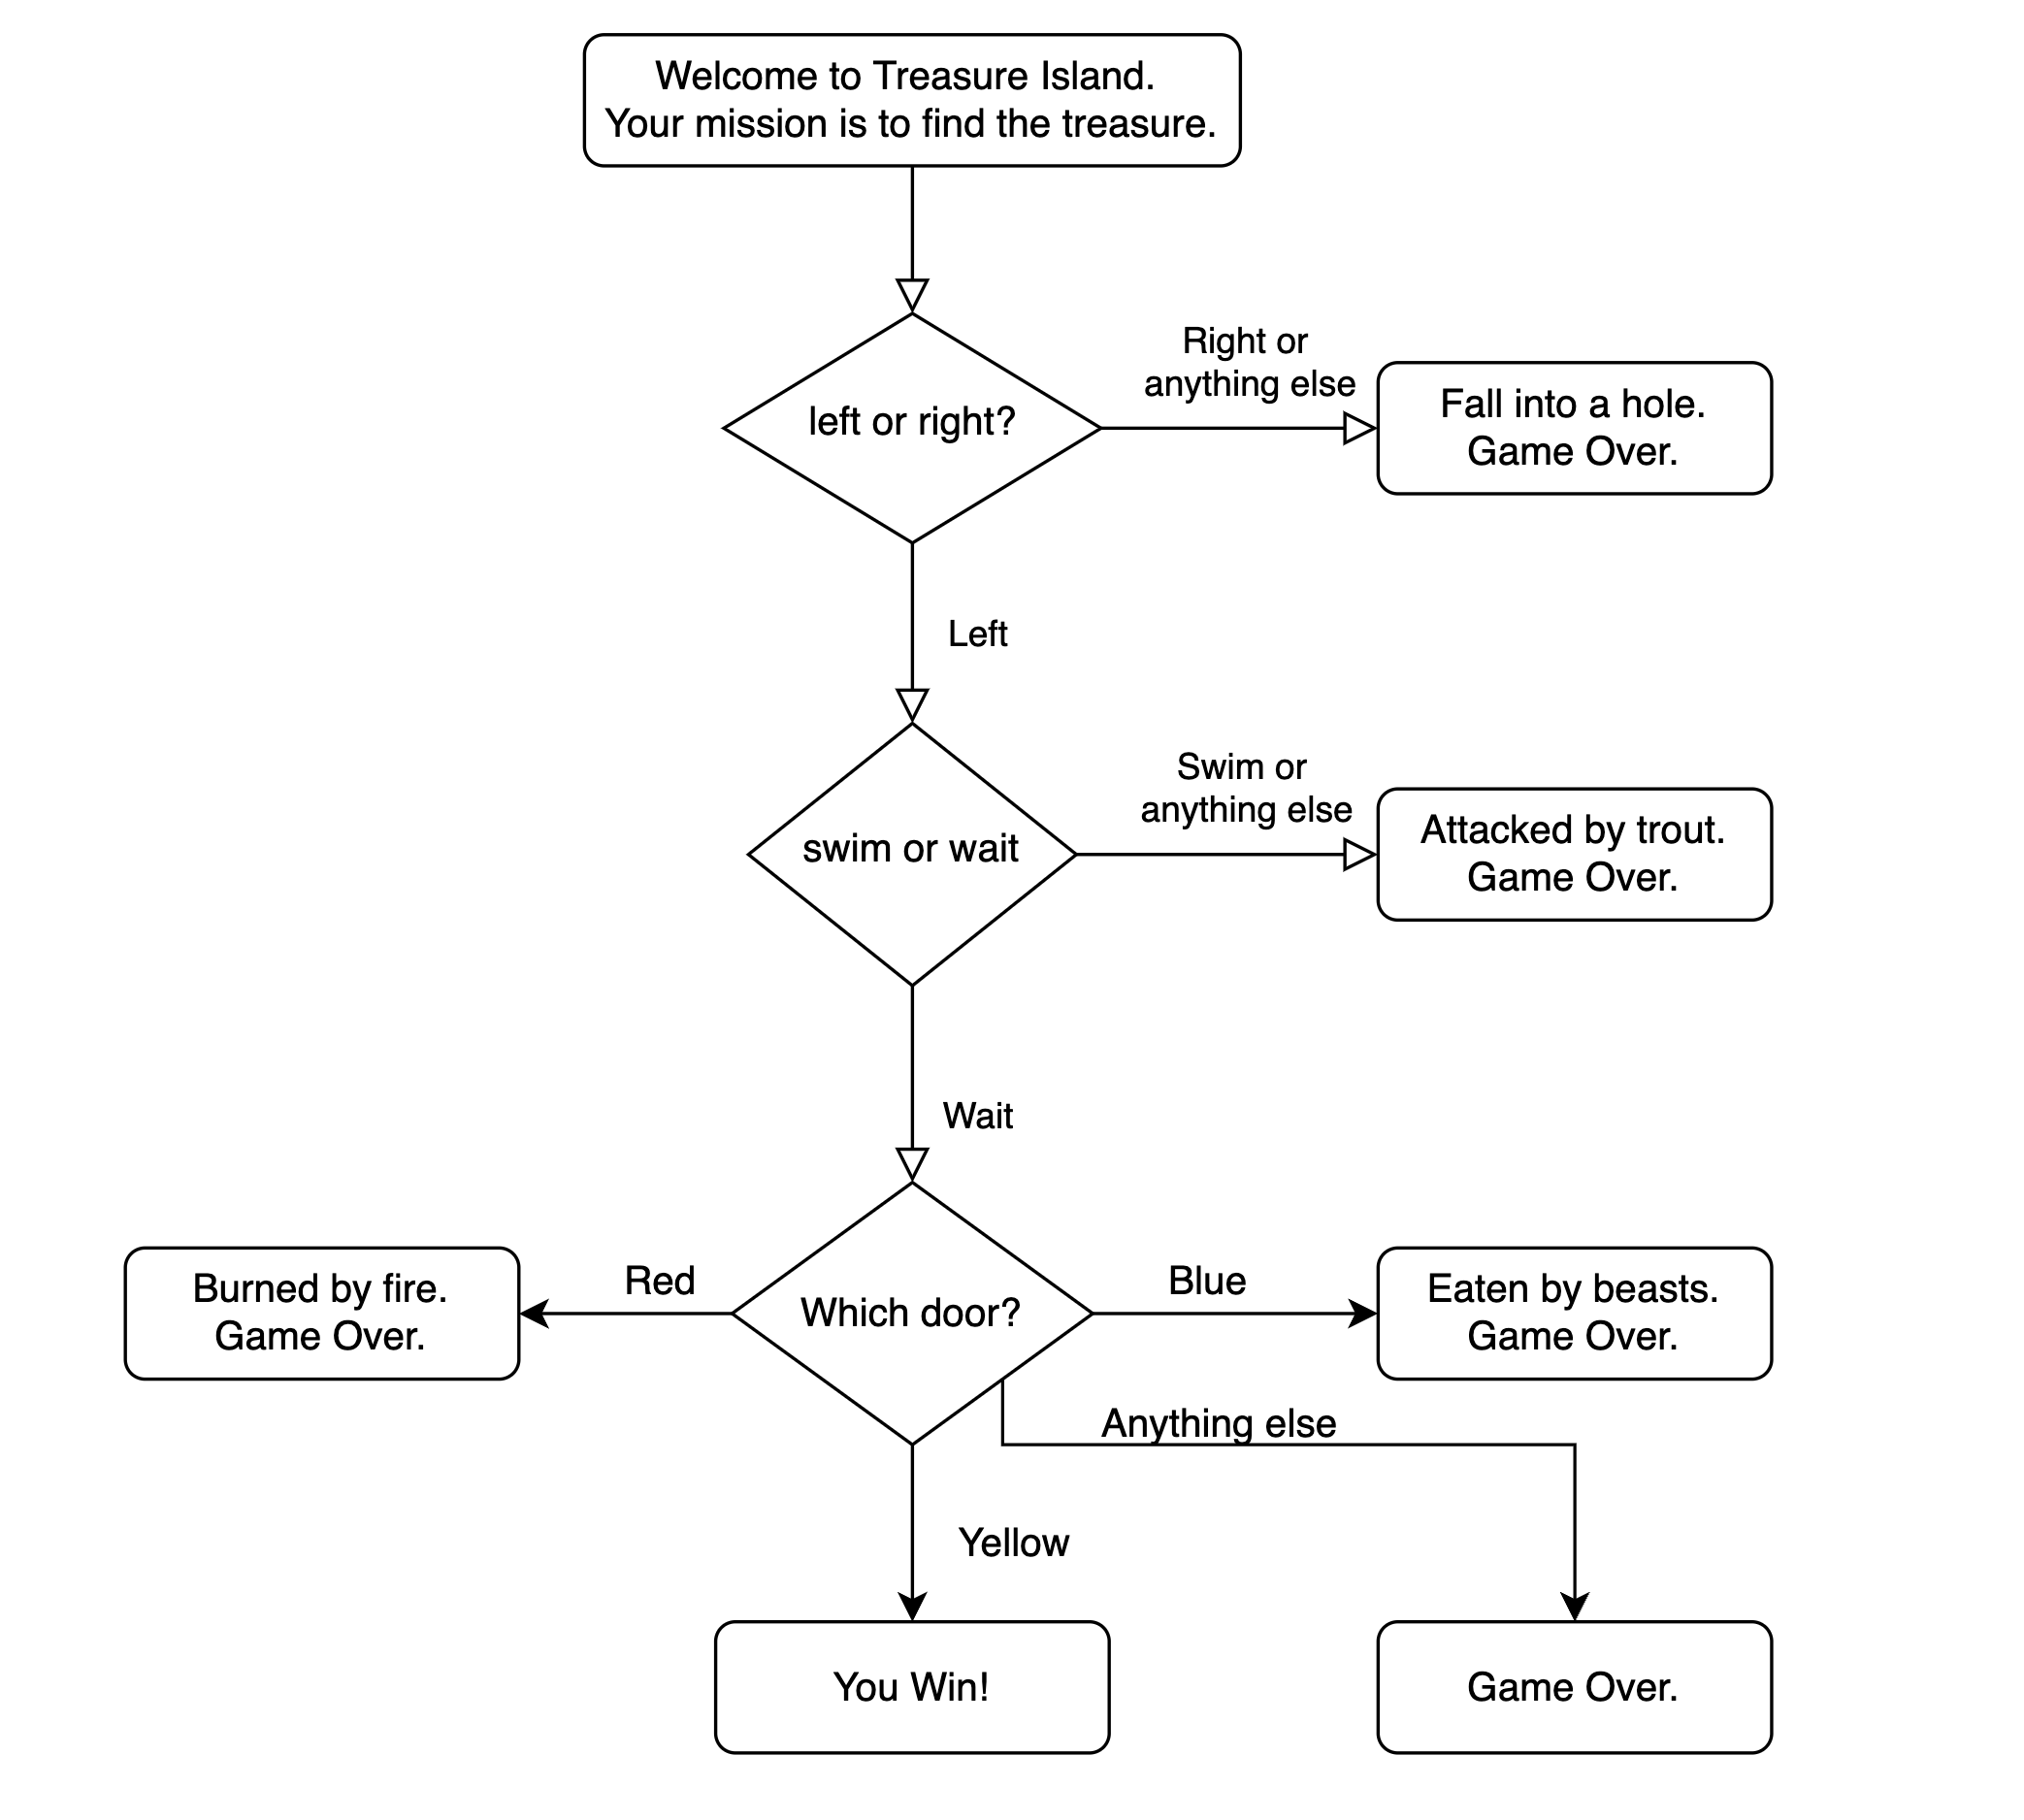 Welcome to Treasure Island.
Your mission is to find the treasure.
left or right?
Right or
anything else
Fall into a hole.
Game Over.
Left
swim or wait
Swim or
anything else
Attacked by trout.
Game Over.
Wait
Which door?
Red
Burned by fire.
Game Over.
Blue
Eaten by beasts.
Game Over.
Anything else
Yellow
You Win!
Game Over.